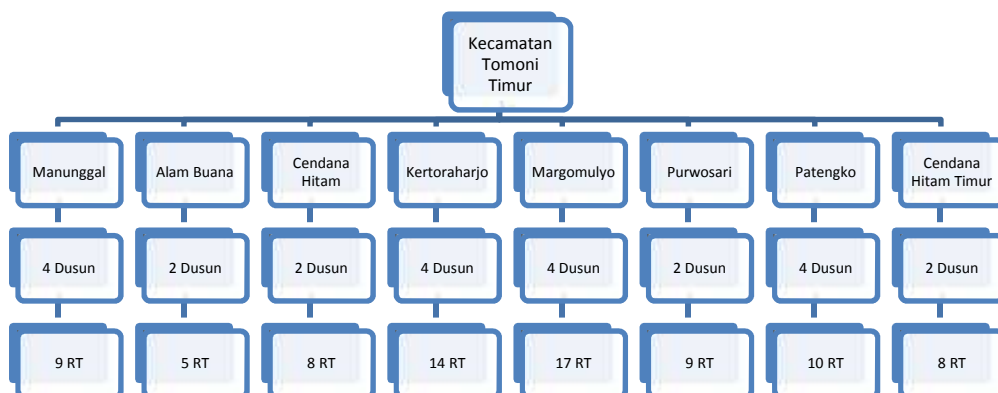 Kecamatan
Tomoni
Timur
Manunggal
Alam Buana
Cendana
Hitam
Kertoraharjo
Margomulyo
Purwosari
Patengko
Cendana
Hitam Timur
4 Dusun
2 Dusun
2 Dusun
4 Dusun
4 Dusun
2 Dusun
4 Dusun
2 Dusun
9 RT
5 RT
8 RT
14 RT
17 RT
9 RT
10 RT
8 RT